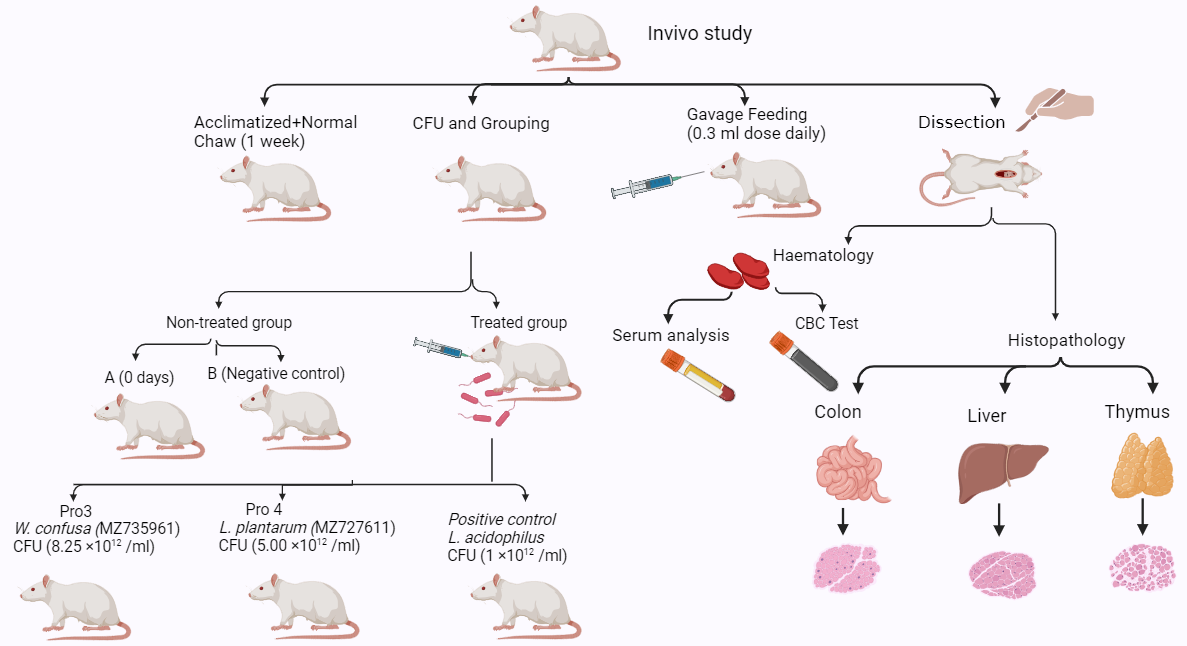 Invivo study
Acclimatized+Normal
Chaw (1 week)
CFU and Grouping
Gavage Feeding
(0.3 ml dose daily)
Dissection
Haematology
Serum analysis
CBC Test
Histopathology
Colon
Liver
Thymus
Non-treated group
Treated group
A (0 days)
B (Negative control)
Pro3
W. confusa (MZ735961)
CFU (8.25 ×10¹² /ml)
Pro 4
L. plantarum (MZ727611)
CFU (5.00 ×10¹² /ml)
Positive control
L. acidophilus
CFU (1 ×10¹² /ml)